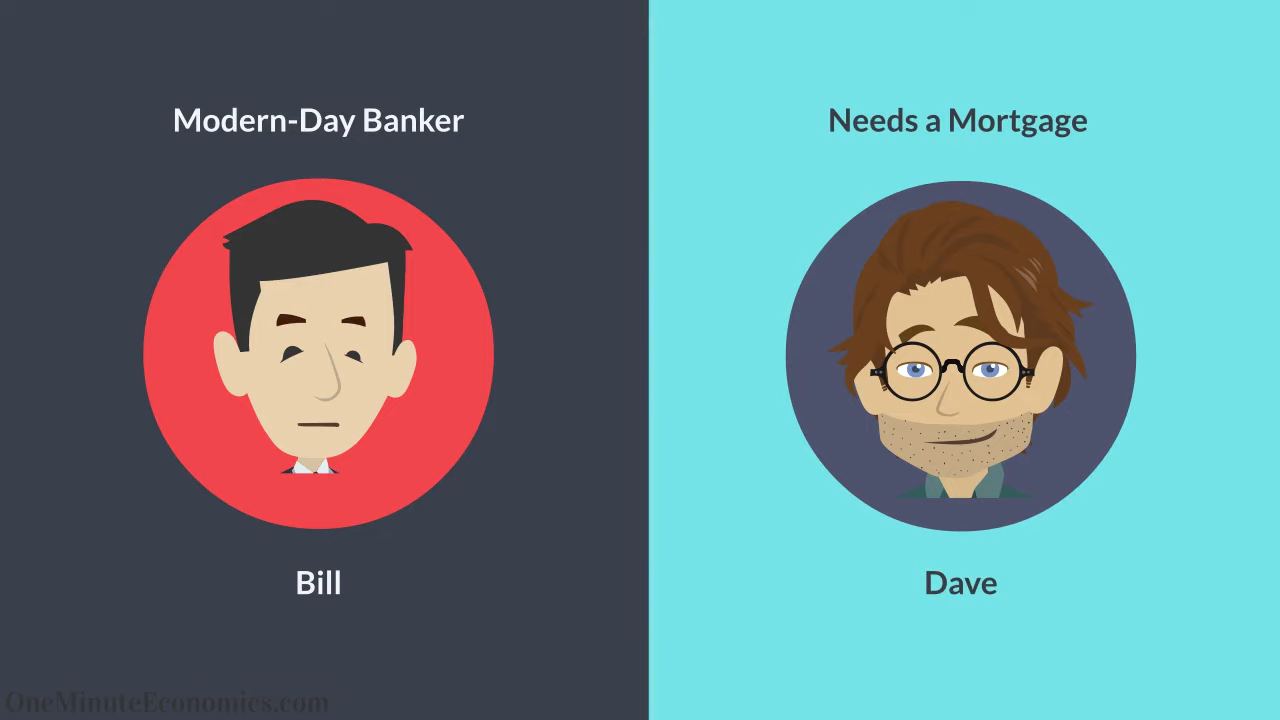 Modern-Day Banker
Needs a Mortgage
Bill
Dave
OneMinuteEconomics.com